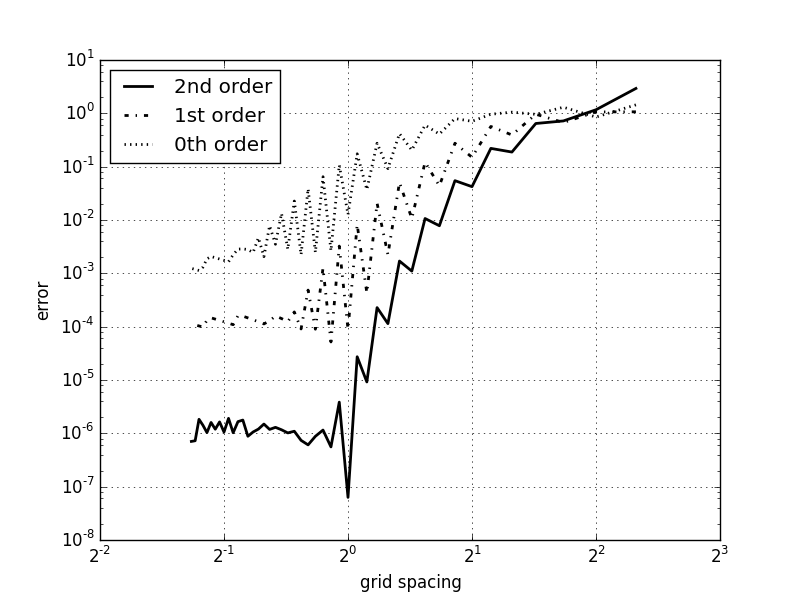 10^1
10^0
10^-1
10^-2
10^-3
10^-4
10^-5
10^-6
10^-7
10^-8
error
2nd order
1st order
0th order
2^-2 2^-1 2^0 2^1 2^2 2^3
grid spacing